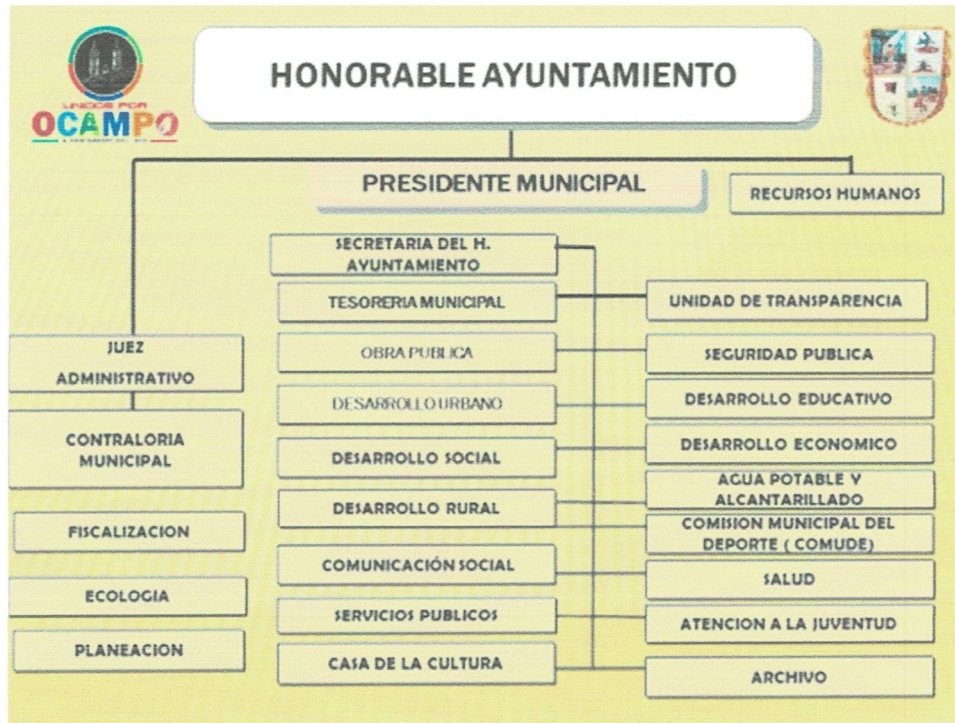 UNIDOS POR
OCAMPO
HONORABLE AYUNTAMIENTO
PRESIDENTE MUNICIPAL
RECURSOS HUMANOS
JUEZ
ADMINISTRATIVO
CONTRALORIA
MUNICIPAL
FISCALIZACION
ECOLOGIA
PLANEACION
SECRETARIA DEL H.
AYUNTAMIENTO
TESORERIA MUNICIPAL
OBRA PUBLICA
DESARROLLO URBANO
DESARROLLO SOCIAL
DESARROLLO RURAL
COMUNICACIÓN SOCIAL
SERVICIOS PUBLICOS
CASA DE LA CULTURA
UNIDAD DE TRANSPARENCIA
SEGURIDAD PUBLICA
DESARROLLO EDUCATIVO
DESARROLLO ECONOMICO
AGUA POTABLE Y
ALCANTARILLADO
COMISION MUNICIPAL DEL
DEPORTE ( COMUDE)
SALUD
ATENCION A LA JUVENTUD
ARCHIVO